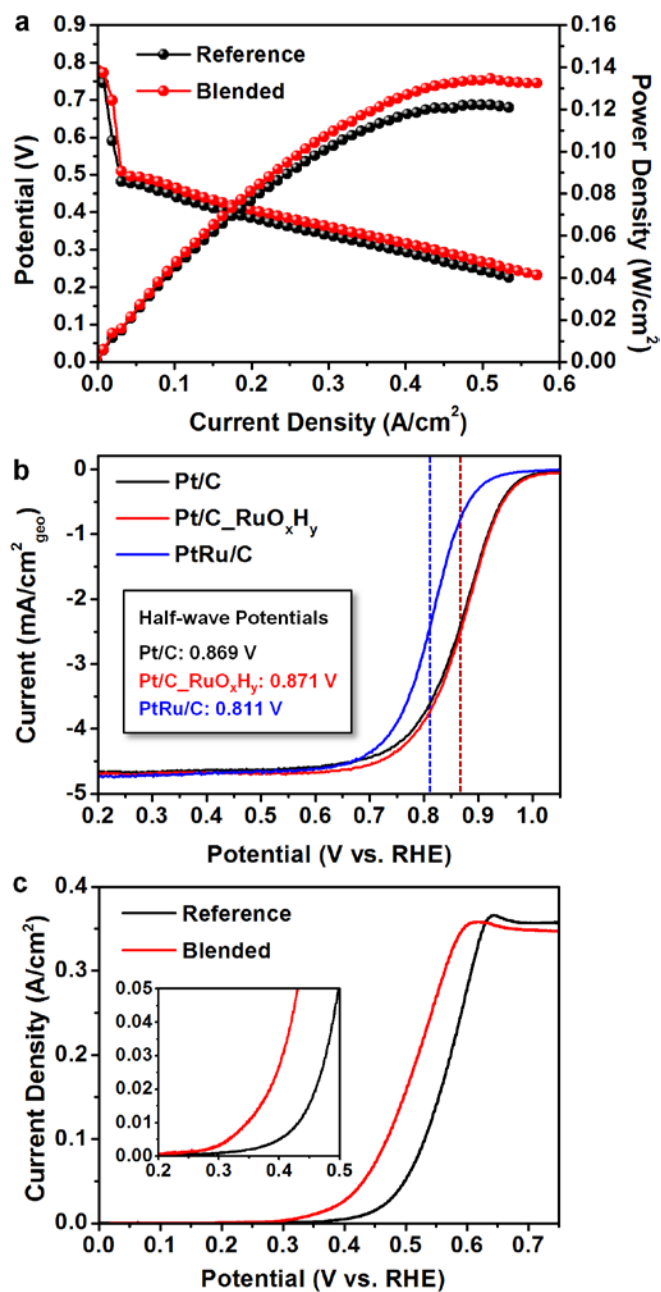 a
Reference
Blended
0.9
0.8
0.7
0.6
0.5
0.4
0.3
0.2
0.1
0.0
Potential (V)
0.16
0.14
0.12
0.10
0.08
0.06
0.04
0.02
0.00
Power Density (W/cm²)
0.0 0.1 0.2 0.3 0.4 0.5 0.6
Current Density (A/cm²)
b
Pt/C
Pt/C_RuOₓHᵧ
PtRu/C
Half-wave Potentials
Pt/C: 0.869 V
Pt/C_RuOₓHᵧ: 0.871 V
PtRu/C: 0.811 V
0
-1
-2
-3
-4
-5
Current (mA/cm²geo)
0.2 0.3 0.4 0.5 0.6 0.7 0.8 0.9 1.0
Potential (V vs. RHE)
c
Reference
Blended
0.4
0.3
0.2
0.1
0.0
Current Density (A/cm²)
0.05
0.04
0.03
0.02
0.01
0.00
0.2 0.3 0.4 0.5
0.0 0.1 0.2 0.3 0.4 0.5 0.6 0.7
Potential (V vs. RHE)